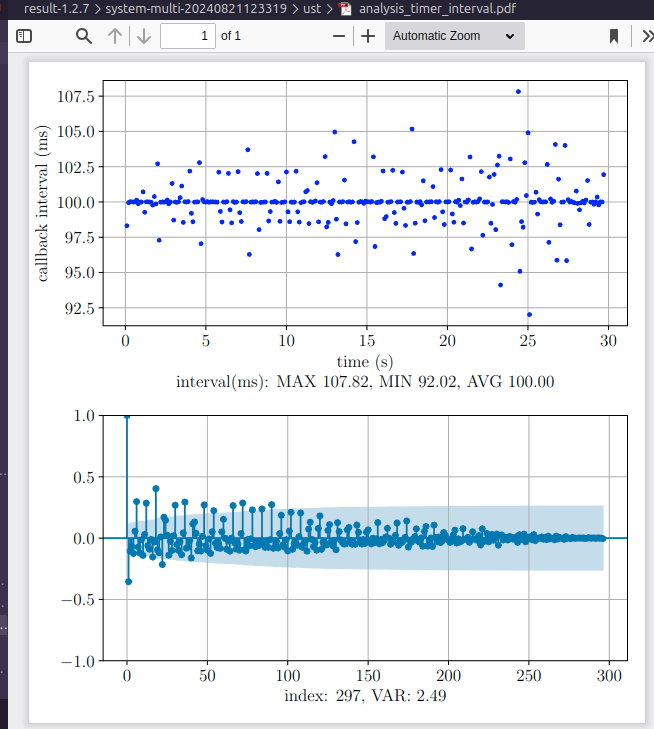 result-1.2.7 > system-multi-20240821123319 > ust > analysis_timer_interval.pdf
1 of 1 Automatic Zoom
107.5
105.0
102.5
100.0
97.5
95.0
92.5
callback interval (ms)
0 5 10 15 20 25 30
time (s)
interval(ms): MAX 107.82, MIN 92.02, AVG 100.00
1.0
0.5
0.0
−0.5
−1.0
0 50 100 150 200 250 300
index: 297, VAR: 2.49